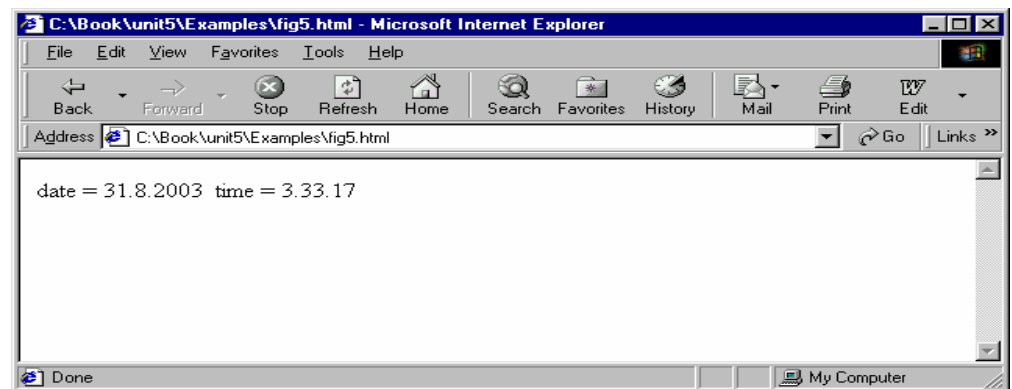 C:\Book\unit5\Examples\fig5.html - Microsoft Internet Explorer
File Edit View Favorites Tools Help
Back Forward Stop Refresh Home Search Favorites History Mail Print Edit
Address C:\Book\unit5\Examples\fig5.html Go Links »
date = 31.8.2003 time = 3.33.17
Done My Computer